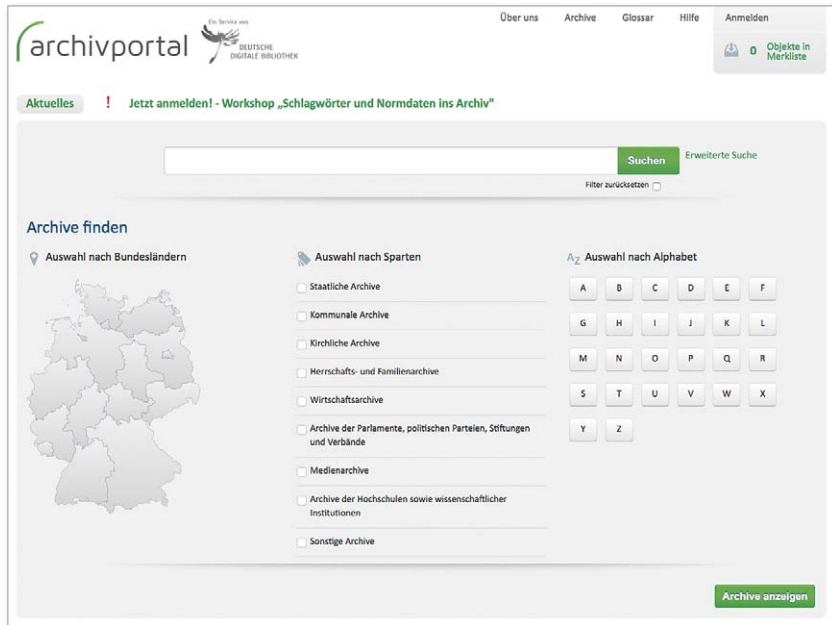 Über uns Archive Glossar Hilfe Anmelden
archivportal
Ein Service von
DEUTSCHE
DIGITALE BIBLIOTHEK
0 Objekte in
Merkliste
Aktuelles ! Jetzt anmelden! - Workshop „Schlagwörter und Normdaten ins Archiv"
Suchen Erweiterte Suche
Filter zurücksetzen
Archive finden
Auswahl nach Bundesländern
Auswahl nach Sparten
Staatliche Archive
Kommunale Archive
Kirchliche Archive
Herrschafts- und Familienarchive
Wirtschaftsarchive
Archive der Parlamente, politischen Parteien, Stiftungen
und Verbände
Medienarchive
Archive der Hochschulen sowie wissenschaftlicher
Institutionen
Sonstige Archive
AZ Auswahl nach Alphabet
A B C D E F
G H I J K L
M N O P Q R
S T U V W X
Y Z
Archive anzeigen